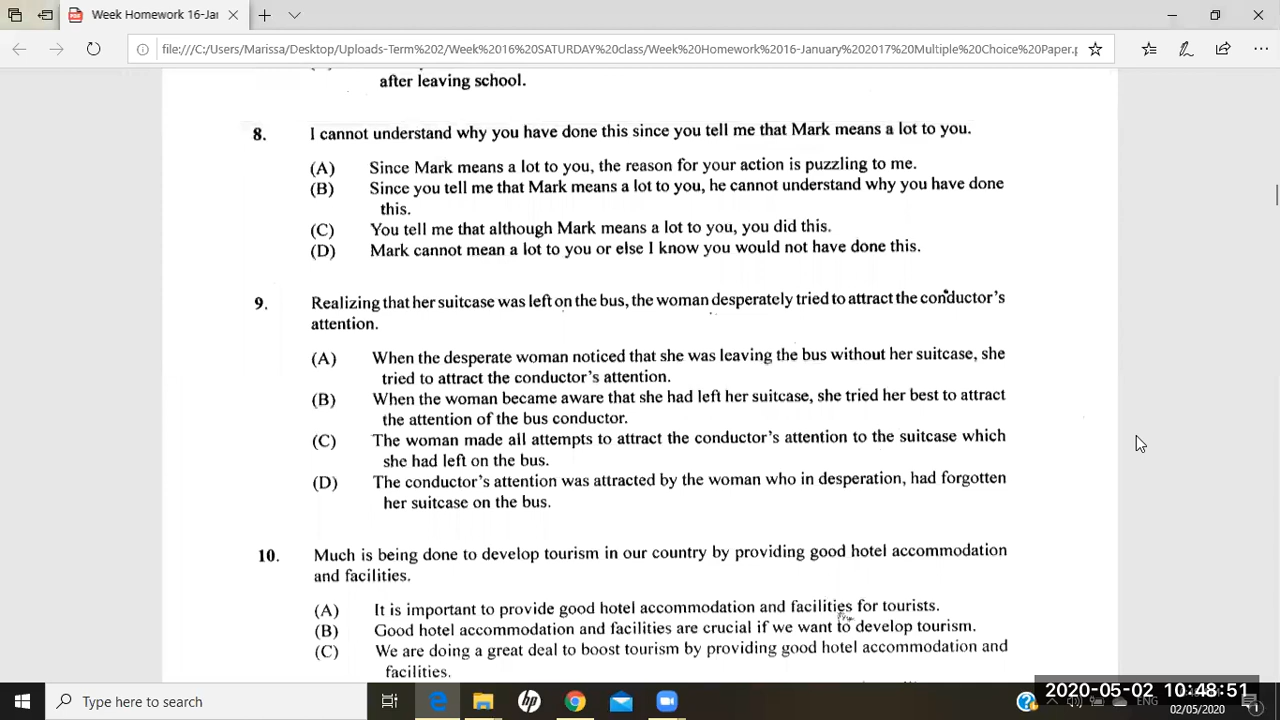 Week Homework 16-Jan
file:///C:/Users/Marissa/Desktop/Uploads-Term%202/Week%2016%20SATURDAY%20class/Week%20Homework%2016-January%202017%20Multiple%20Choice%20Paper.p
after leaving school.
8. I cannot understand why you have done this since you tell me that Mark means a lot to you.
(A) Since Mark means a lot to you, the reason for your action is puzzling to me.
(B) Since you tell me that Mark means a lot to you, he cannot understand why you have done
this.
(C) You tell me that although Mark means a lot to you, you did this.
(D) Mark cannot mean a lot to you or else I know you would not have done this.
9. Realizing that her suitcase was left on the bus, the woman desperately tried to attract the conductor's
attention.
(A) When the desperate woman noticed that she was leaving the bus without her suitcase, she
tried to attract the conductor's attention.
(B) When the woman became aware that she had left her suitcase, she tried her best to attract
the attention of the bus conductor.
(C) The woman made all attempts to attract the conductor's attention to the suitcase which
she had left on the bus.
(D) The conductor's attention was attracted by the woman who in desperation, had forgotten
her suitcase on the bus.
10. Much is being done to develop tourism in our country by providing good hotel accommodation
and facilities.
(A) It is important to provide good hotel accommodation and facilities for tourists.
(B) Good hotel accommodation and facilities are crucial if we want to develop tourism.
(C) We are doing a great deal to boost tourism by providing good hotel accommodation and
facilities.
Type here to search
hp
ENG
2020-05-02 10:48:51
02/05/2020